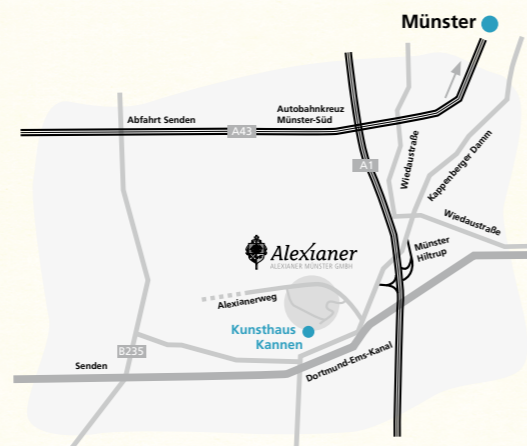 Münster
Abfahrt Senden
Autobahnkreuz
Münster-Süd
A43
A1
Wiedaustraße
Kappenberger Damm
Wiedaustraße
Münster
Hiltrup
Alexianer
ALEXIANER MÜNSTER GMBH
Alexianerweg
Kunsthaus
Kannen
B235
Senden
Dortmund-Ems-Kanal